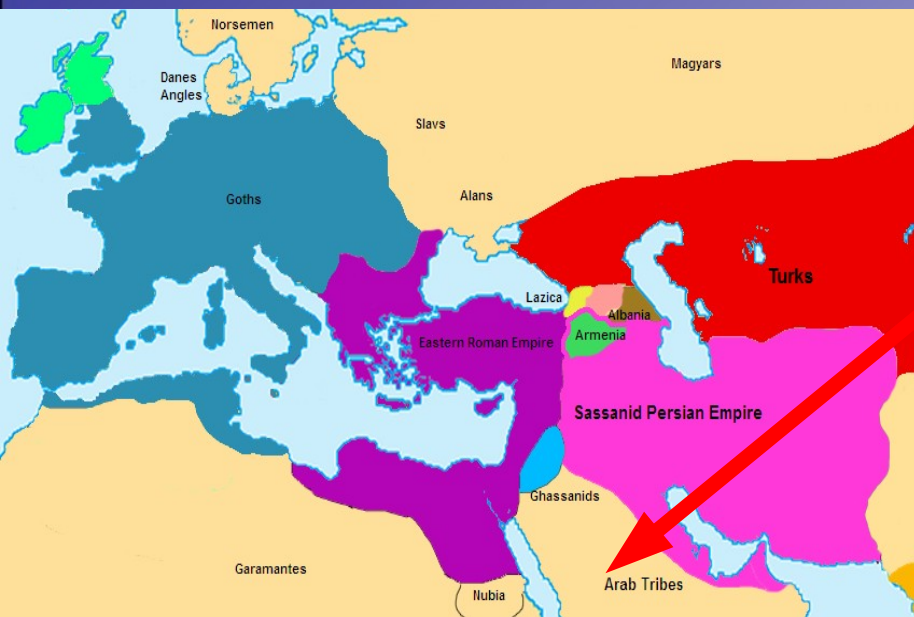 Norsemen
Magyars
Danes
Angles
Slavs
Alans
Goths
Turks
Lazica
Albania
Armenia
Eastern Roman Empire
Sassanid Persian Empire
Ghassanids
Garamantes
Arab Tribes
Nubia